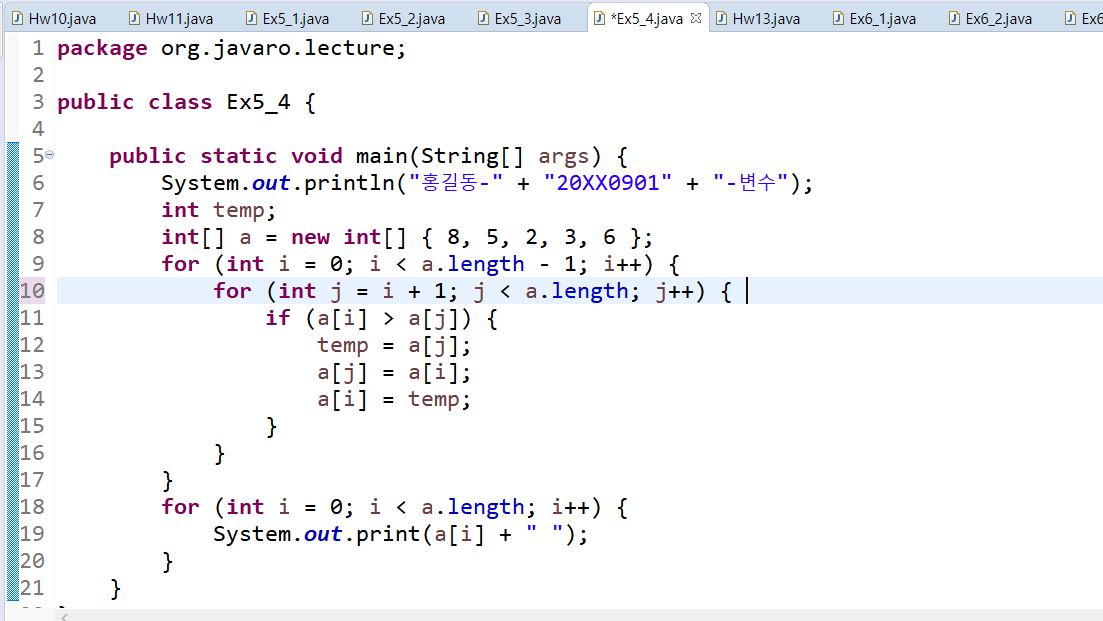 Hw10.java Hw11.java Ex5_1.java Ex5_2.java Ex5_3.java *Ex5_4.java Hw13.java Ex6_1.java Ex6_2.java Ex6
1 package org.javaro.lecture;
2
3 public class Ex5_4 {
4
5 public static void main(String[] args) {
6 System.out.println("홍길동-" + "20XX0901" + "-변수");
7 int temp;
8 int[] a = new int[] { 8, 5, 2, 3, 6 };
9 for (int i = 0; i < a.length - 1; i++) {
10 for (int j = i + 1; j < a.length; j++) {
11 if (a[i] > a[j]) {
12 temp = a[j];
13 a[j] = a[i];
14 a[i] = temp;
15 }
16 }
17 }
18 for (int i = 0; i < a.length; i++) {
19 System.out.print(a[i] + " ");
20 }
21 }